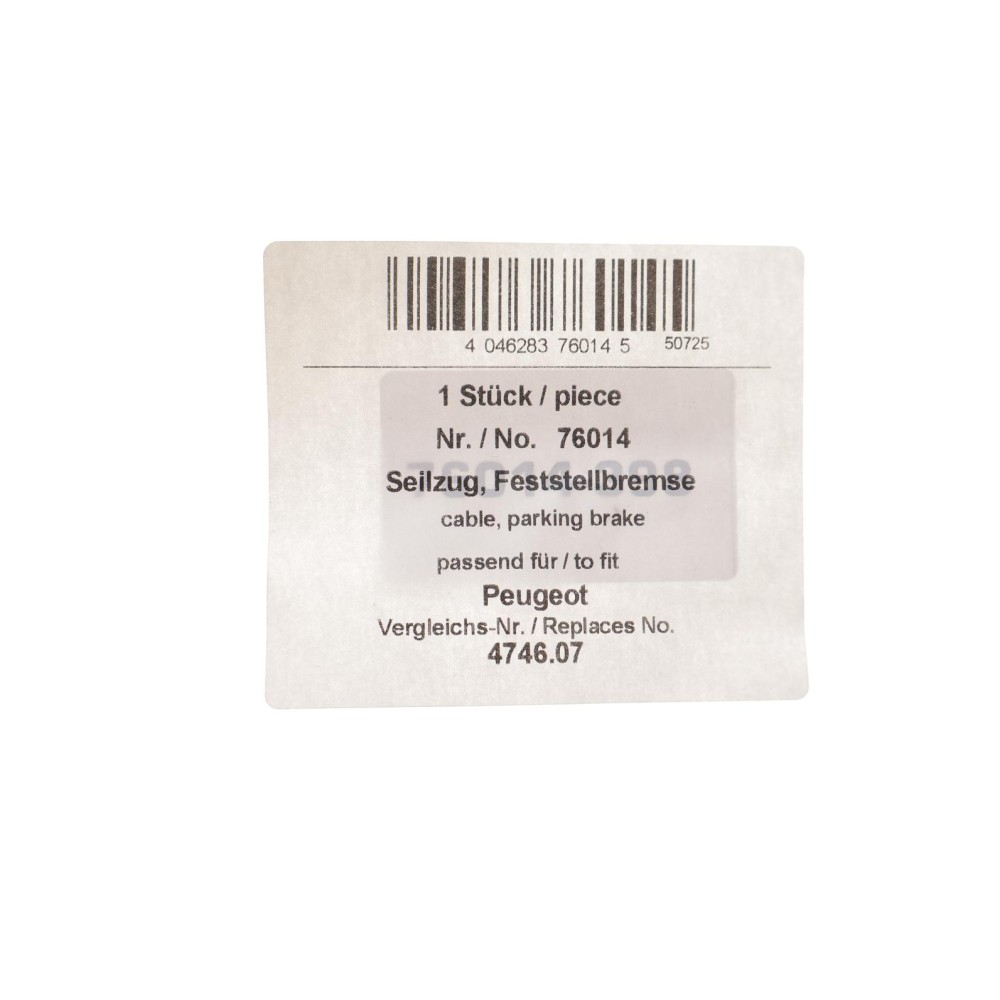 4 046283 76014 5 50725
1 Stück / piece
Nr. / No. 76014
Seilzug, Feststellbremse
cable, parking brake
passend für / to fit
Peugeot
Vergleichs-Nr. / Replaces No.
4746.07